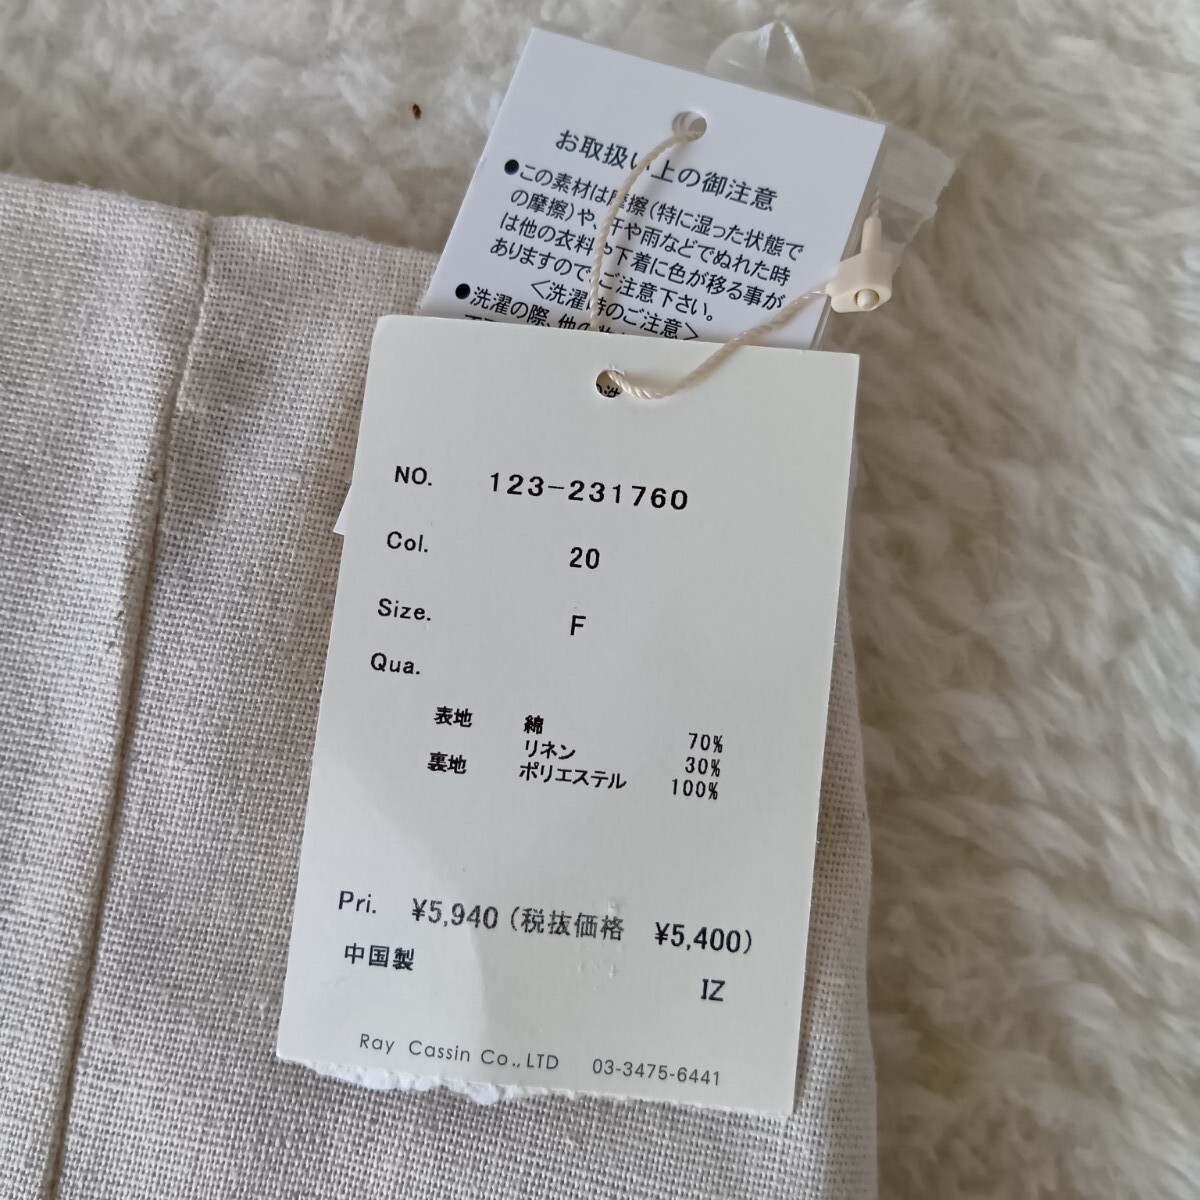 お取扱い上の御注意
●この素材は摩擦(特に湿った状態で
の摩擦)や、汗や雨などでぬれた時
は他の衣料や下着に色が移る事が
ありますので、ご注意下さい。
<洗濯時のご注意>
●洗濯の際、他の
NO. 123-231760
Col. 20
Size. F
Qua.
表地 綿 70%
リネン 30%
裏地 ポリエステル 100%
Pri. ¥5,940 (税抜価格 ¥5,400)
中国製
IZ
Ray Cassin Co.,LTD 03-3475-6441